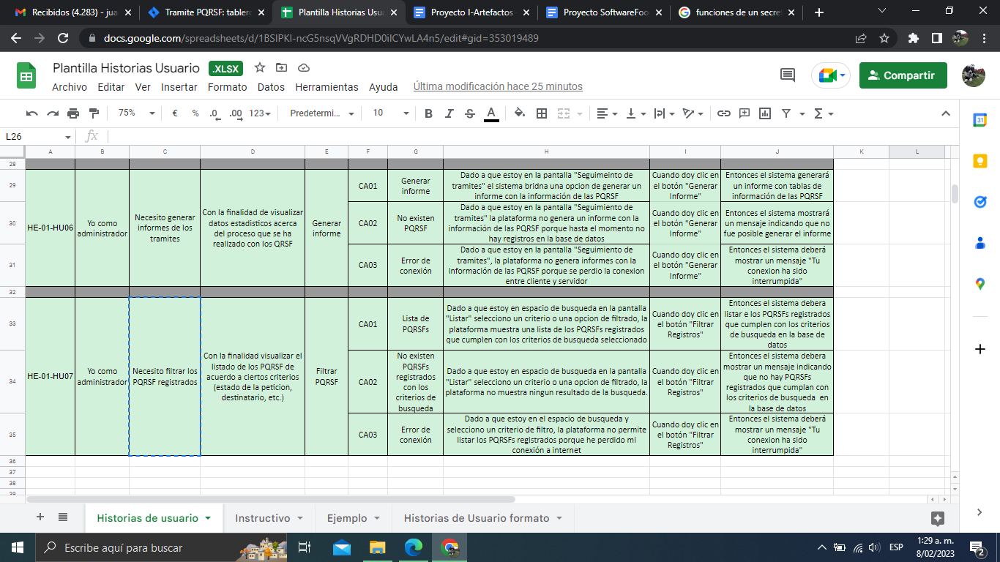 Recibidos (4.283) - jua
Tramite PQRSF: tablero
Plantilla Historias Usua
Proyecto I-Artefactos -
Proyecto SoftwareFoo
funciones de un secret
docs.google.com/spreadsheets/d/1BSIPKI-ncG5nsqVVgRDHD0iICYwLA4n5/edit#gid=353019489
Plantilla Historias Usuario .XLSX
Compartir
Archivo Editar Ver Insertar Formato Datos Herramientas Ayuda Última modificación hace 25 minutos
75% € % .0 .00 123 Predetermi... 10 B I S A
L26 fx
A B C D E F G H I J K L
28
29
30
31
HE-01-HU06
Yo como
administrador
Necesito generar
informes de los
tramites
Con la finalidad de visualizar
datos estadisticos acerca
del proceso que se ha
realizado con los QRSF
Generar
informe
CA01
Generar
informe
Dado a que estoy en la pantalla "Seguimeinto de
tramites" el sistema bridna una opcion de generar un
informe con la información de las PQRSF
Cuando doy clic en
el botón "Generar
Informe"
Entonces el sistema generará
un informe con tablas de
información de las PQRSF
CA02
No existen
PQRSF
Dado a que estoy en la pantalla "Seguimiento de
tramites" la plataforma no genera un informe con la
información de las PQRSF porque hasta el momento no
hay registros en la base de datos
Cuando doy clic en
el botón "Generar
Informe"
Entonces el sistema mostrará
un mensaje indicando que no
fue posible generar el informe
CA03
Error de
conexión
Dado a que estoy en la pantalla "Seguimiento de
tramites", la plataforma no genera informes con la
información de las PQRSF porque se perdio la conexion
entre cliente y servidor
Cuando doy clic en
el botón "Generar
Informe"
Entonces el sistema deberá
mostrar un mensaje "Tu
conexion ha sido
interrumpida"
32
33
34
35
HE-01-HU07
Yo como
administrador
Necesito filtrar los
PQRSF registrados
Con la finalidad visualizar el
listado de los PQRSF de
acuerdo a ciertos criterios
(estado de la peticion,
destinatario, etc.)
Filtrar
PQRSF
CA01
Lista de
PQRSFs
Dado a que estoy en espacio de busqueda en la pantalla
"Listar" selecciono un criterio o una opcion de filtrado, la
plataforma muestra una lista de los PQRSFs registrados
que cumplen con los criterios de busqueda seleccionado
Cuando doy clic en
el botón "Filtrar
Registros"
Entonces el sistema debera
listar e los PQRSFs registrados
que cumplen con los criterios
de busqueda en la base de
datos
CA02
No existen
PQRSFs
registrados
con los
criterios de
busqueda
Dado a que estoy en espacio de busqueda en la pantalla
"Listar" selecciono un criterio o una opcion de filtrado, la
plataforma no muestra ningun resultado de la busqueda.
Cuando doy clic en
el botón "Filtrar
Registros"
Entonces el sistema debera
mostrar un mensaje indicando
que no hay PQRSFs
registrados que cumplan con
los criterios de busqueda en
la base de datos
CA03
Error de
conexión
Dado a que estoy en el espacio de busqueda y
selecciono un criterio de filtro, la plataforma no permite
listar los PQRSFs registrados porque he perdido mi
conexión a internet
Cuando doy clic en
el botón "Filtrar
Registros"
Entonces el sistema deberá
mostrar un mensaje "Tu
conexion ha sido
interrumpida"
36
37
38
39
Historias de usuario Instructivo Ejemplo Historias de Usuario formato
31
Escribe aquí para buscar
ESP
1:29 a. m.
8/02/2023
2